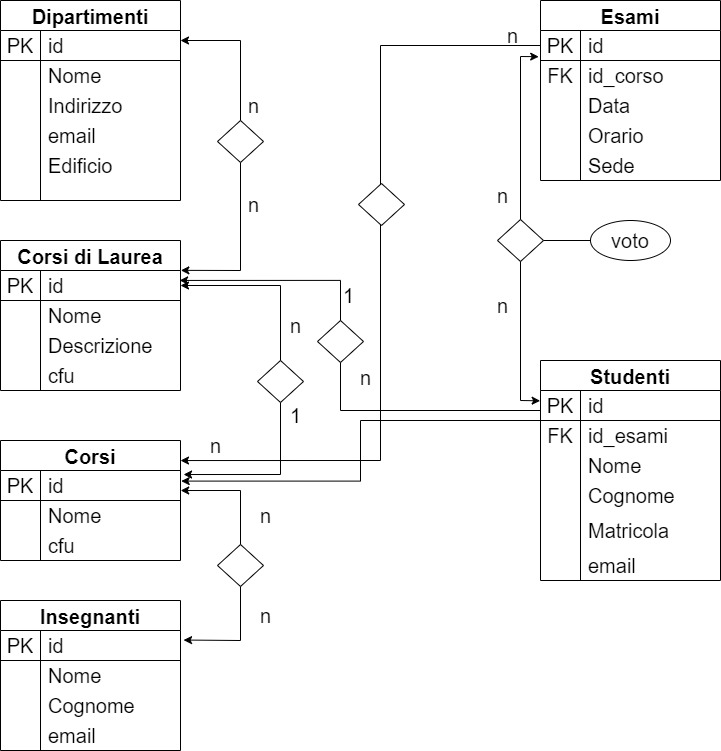 Dipartimenti
PK id
Nome
Indirizzo
email
Edificio
n
n
Corsi di Laurea
PK id
Nome
Descrizione
cfu
n
1
1
n
Corsi
PK id
Nome
cfu
n
n
n
Insegnanti
PK id
Nome
Cognome
email
n
Esami
PK id
FK id_corso
Data
Orario
Sede
n
voto
n
Studenti
PK id
FK id_esami
Nome
Cognome
Matricola
email